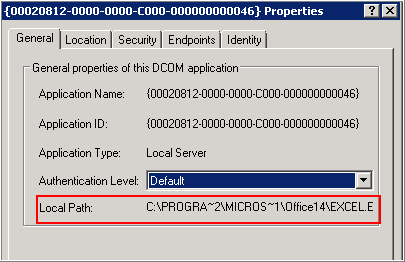 {00020812-0000-0000-C000-000000000046} Properties
General Location Security Endpoints Identity
General properties of this DCOM application
Application Name: {00020812-0000-0000-C000-000000000046}
Application ID: {00020812-0000-0000-C000-000000000046}
Application Type: Local Server
Authentication Level: Default
Local Path: C:\PROGRA~2\MICROS~1\Office14\EXCEL.E